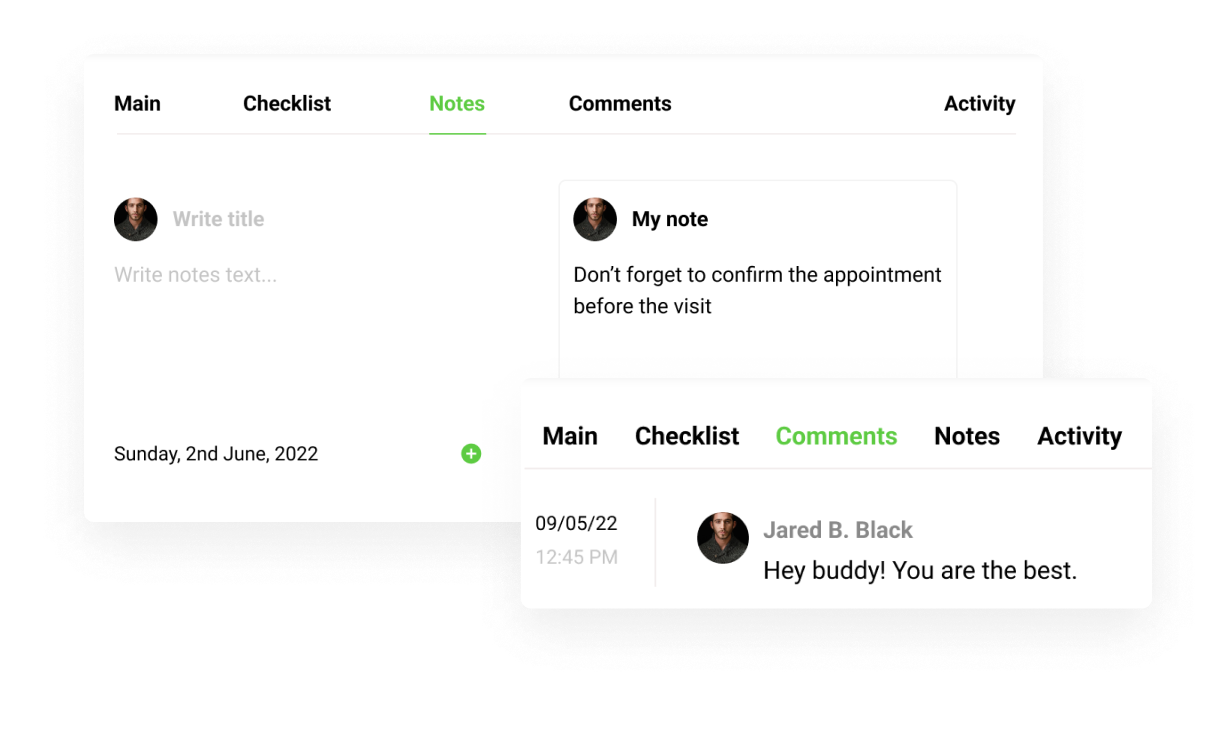 Main Checklist Notes Comments Activity
Write title
Write notes text...
Sunday, 2nd June, 2022
My note
Don’t forget to confirm the appointment
before the visit
Main Checklist Comments Notes Activity
09/05/22
12:45 PM
Jared B. Black
Hey buddy! You are the best.